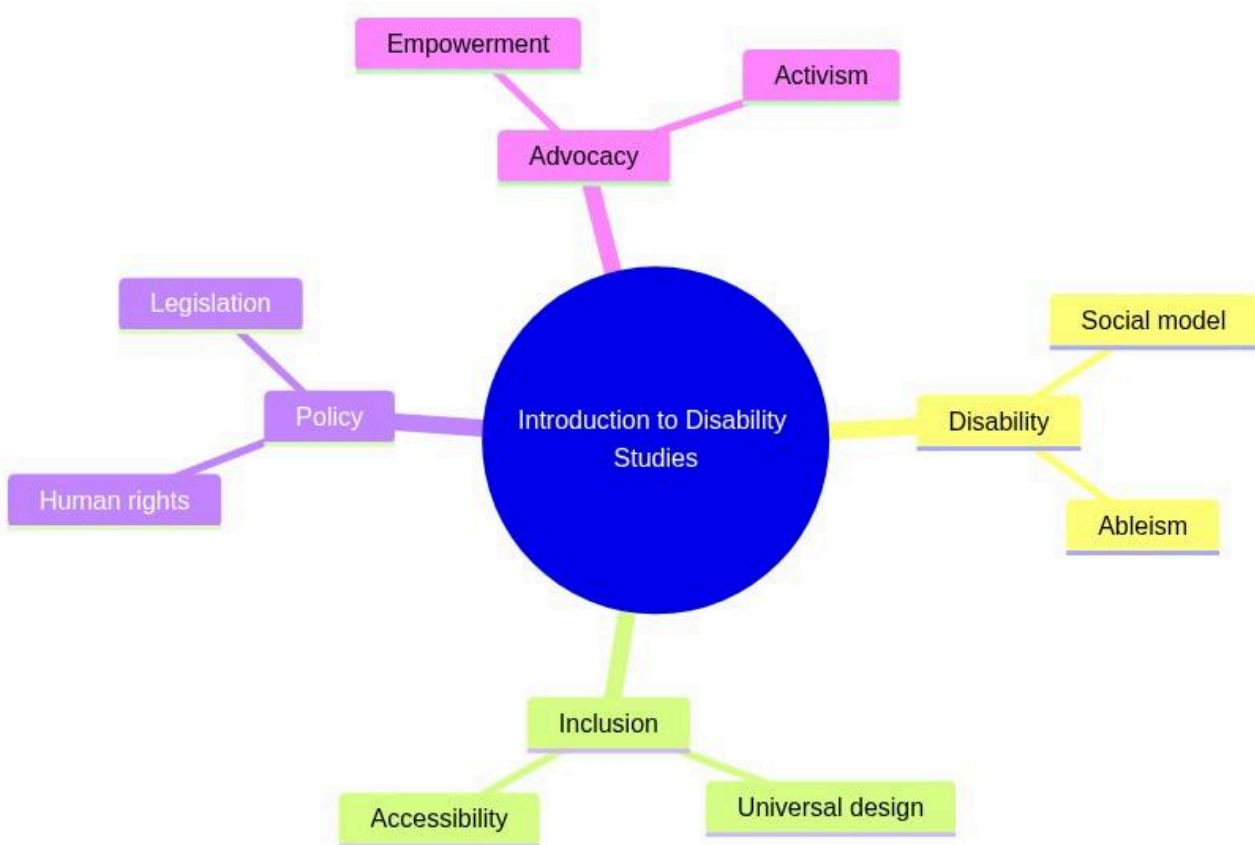 Empowerment
Activism
Advocacy
Legislation
Social model
Policy
Introduction to Disability
Studies
Disability
Human rights
Ableism
Inclusion
Accessibility
Universal design